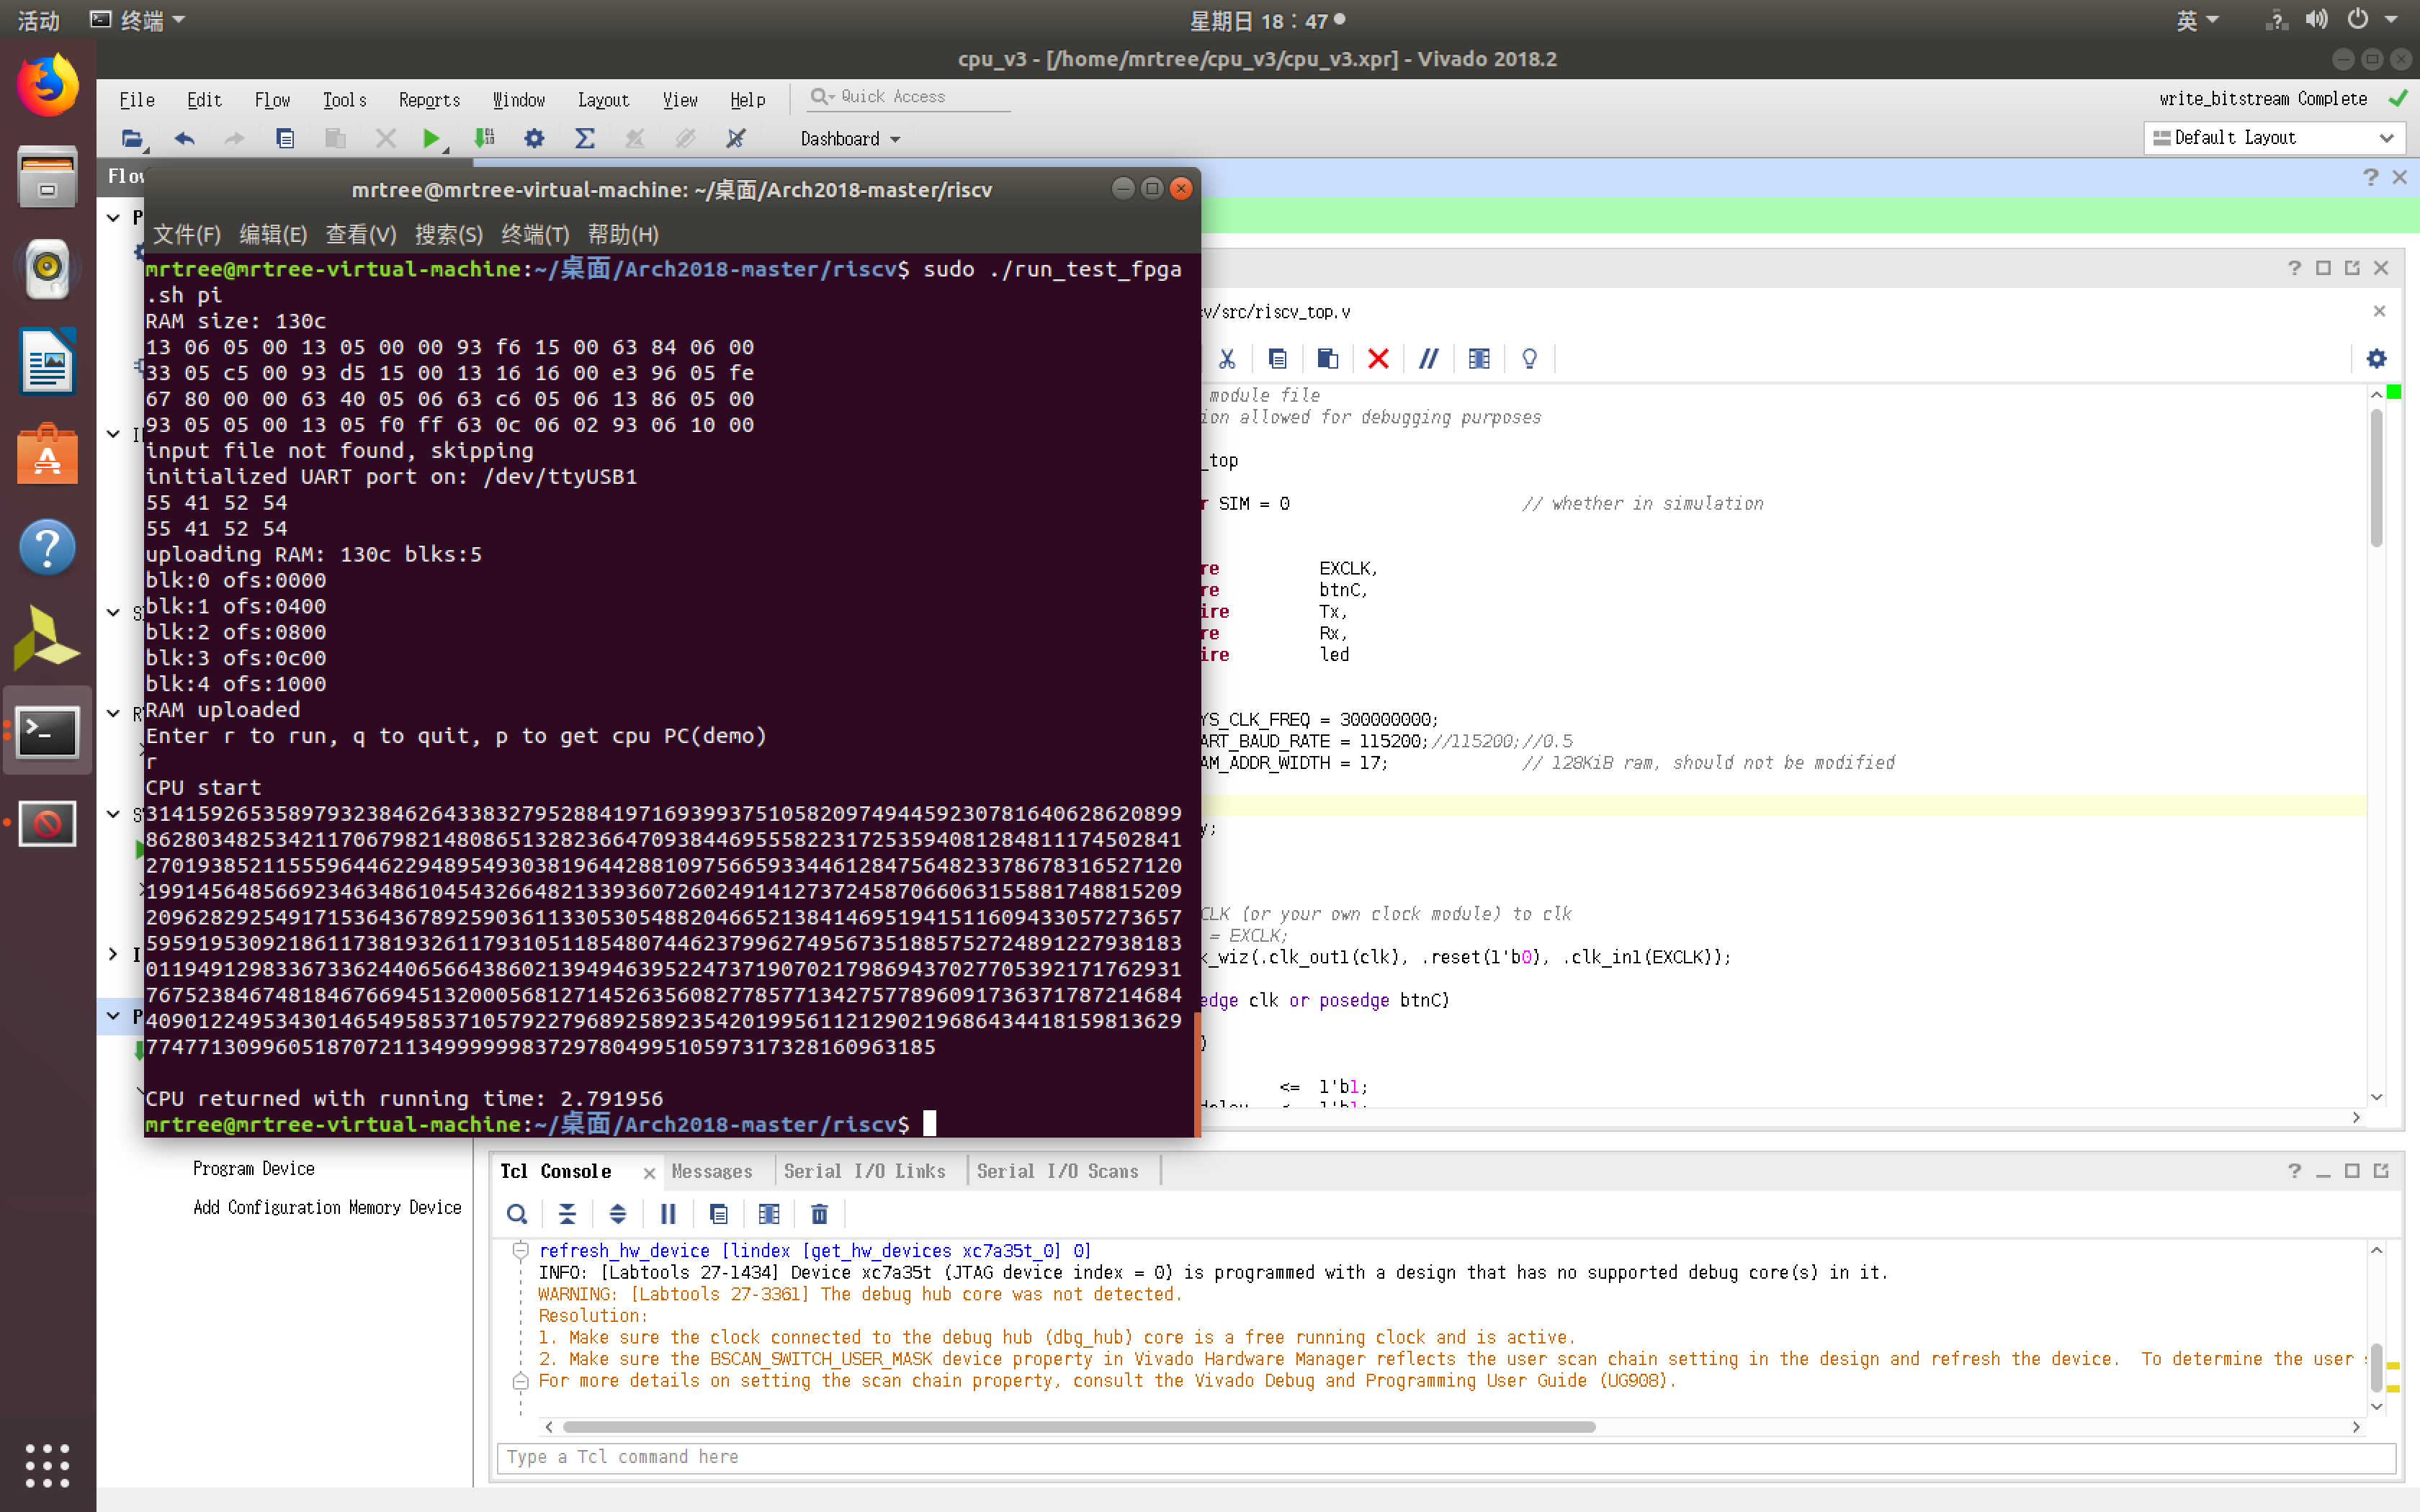 活动 终端 星期日 18：47 英
cpu_v3 - [/home/mrtree/cpu_v3/cpu_v3.xpr] - Vivado 2018.2
File Edit Flow Tools Reports Window Layout View Help Quick Access write_bitstream Complete
Dashboard Default Layout
mrtree@mrtree-virtual-machine: ~/桌面/Arch2018-master/riscv
文件(F) 编辑(E) 查看(V) 搜索(S) 终端(T) 帮助(H)
mrtree@mrtree-virtual-machine:~/桌面/Arch2018-master/riscv$ sudo ./run_test_fpga
.sh pi
RAM size: 130c
13 06 05 00 13 05 00 00 93 f6 15 00 63 84 06 00
33 05 c5 00 93 d5 15 00 13 16 16 00 e3 96 05 fe
67 80 00 00 63 40 05 06 63 c6 05 06 13 86 05 00
93 05 05 00 13 05 f0 ff 63 0c 06 02 93 06 10 00
input file not found, skipping
initialized UART port on: /dev/ttyUSB1
55 41 52 54
55 41 52 54
uploading RAM: 130c blks:5
blk:0 ofs:0000
blk:1 ofs:0400
blk:2 ofs:0800
blk:3 ofs:0c00
blk:4 ofs:1000
RAM uploaded
Enter r to run, q to quit, p to get cpu PC(demo)
r
CPU start
31415926535897932384626433832795288419716939937510582097494459230781640628620899
86280348253421170679821480865132823664709384469555822317253594081284811174502841
27019385211555964462294895493038196442881097566593344612847564823378678316527120
19914564856692346348610454326648213393607260249141273724587066063155881748815209
20962829254917153643678925903611330530548820466521384146951941511609433057273657
59591953092186117381932611793105118548074462379962749567351885752724891227938183
01194912983367336244065664386021394946395224737190702179869437027705392171762931
76752384674818467669451320005681271452635608277857713427577896091736371787214684
40901224953430146549585371057922796892589235420199561121290219686434418159813629
7747713099605187072113499999983729780499510597317328160963185
CPU returned with running time: 2.791956
mrtree@mrtree-virtual-machine:~/桌面/Arch2018-master/riscv$
v/src/riscv_top.v
module file
ion allowed for debugging purposes
_top
r SIM = 0 // whether in simulation
re EXCLK,
re btnC,
ire Tx,
re Rx,
ire led
YS_CLK_FREQ = 300000000;
ART_BAUD_RATE = 115200;//115200;//0.5
AM_ADDR_WIDTH = 17; // 128KiB ram, should not be modified
y;
CLK (or your own clock module) to clk
= EXCLK;
k_wiz(.clk_out1(clk), .reset(1'b0), .clk_in1(EXCLK));
edge clk or posedge btnC)
)
<= 1'b1;
Program Device
Add Configuration Memory Device
Tcl Console Messages Serial I/O Links Serial I/O Scans
refresh_hw_device [lindex [get_hw_devices xc7a35t_0] 0]
INFO: [Labtools 27-1434] Device xc7a35t (JTAG device index = 0) is programmed with a design that has no supported debug core(s) in it.
WARNING: [Labtools 27-3361] The debug hub core was not detected.
Resolution:
1. Make sure the clock connected to the debug hub (dbg_hub) core is a free running clock and is active.
2. Make sure the BSCAN_SWITCH_USER_MASK device property in Vivado Hardware Manager reflects the user scan chain setting in the design and refresh the device. To determine the user
For more details on setting the scan chain property, consult the Vivado Debug and Programming User Guide (UG908).
Type a Tcl command here